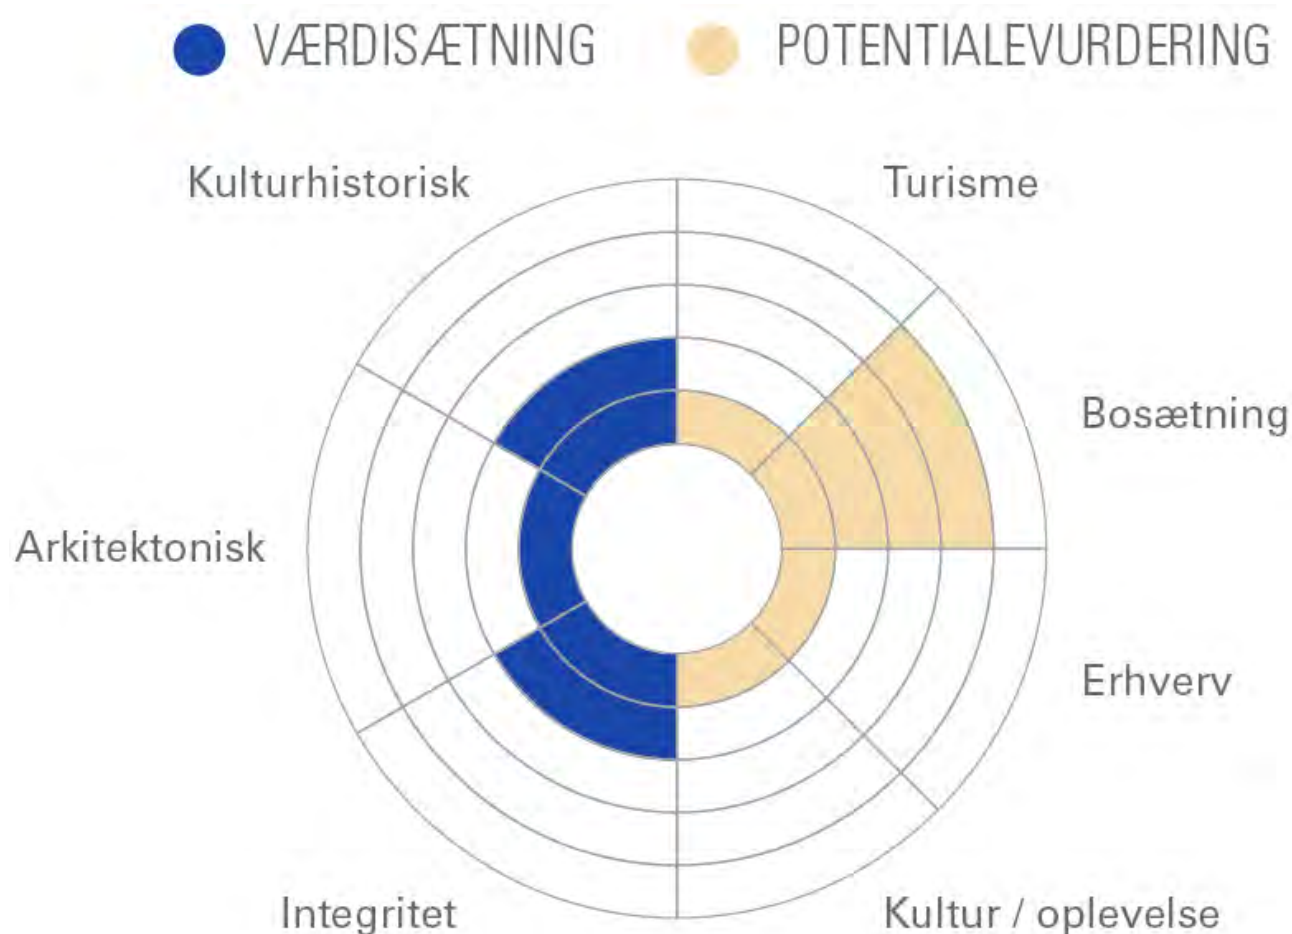 VÆRDISÆTNING
POTENTIALEVURDERING
Kulturhistorisk
Turisme
Bosætning
Arkitektonisk
Erhverv
Integritet
Kultur / oplevelse